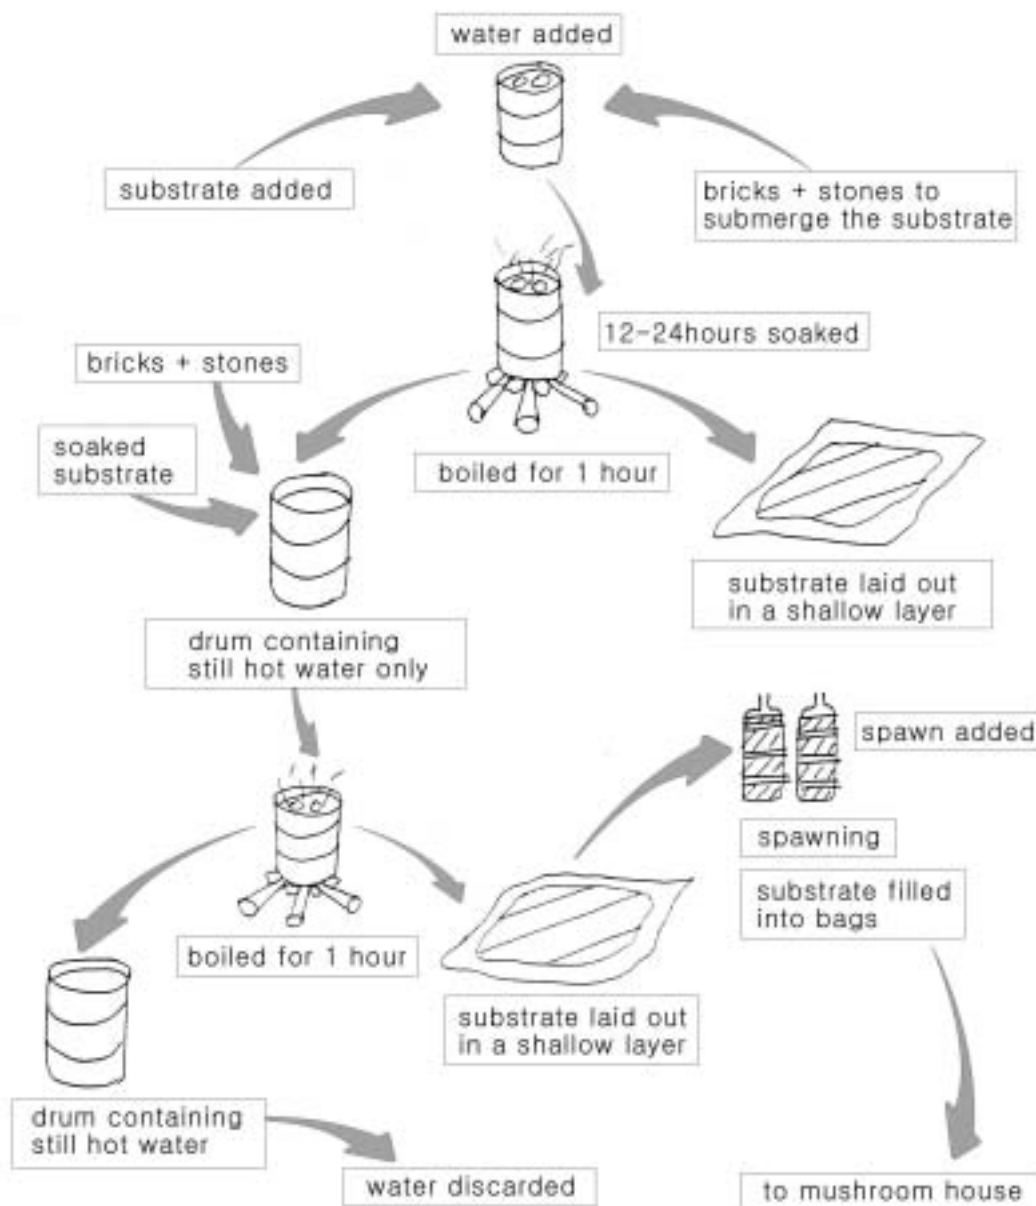 water added
substrate added
bricks + stones to
submerge the substrate
12-24hours soaked
bricks + stones
soaked
substrate
boiled for 1 hour
substrate laid out
in a shallow layer
drum containing
still hot water only
spawn added
spawning
substrate filled
into bags
boiled for 1 hour
substrate laid out
in a shallow layer
drum containing
still hot water
water discarded
to mushroom house